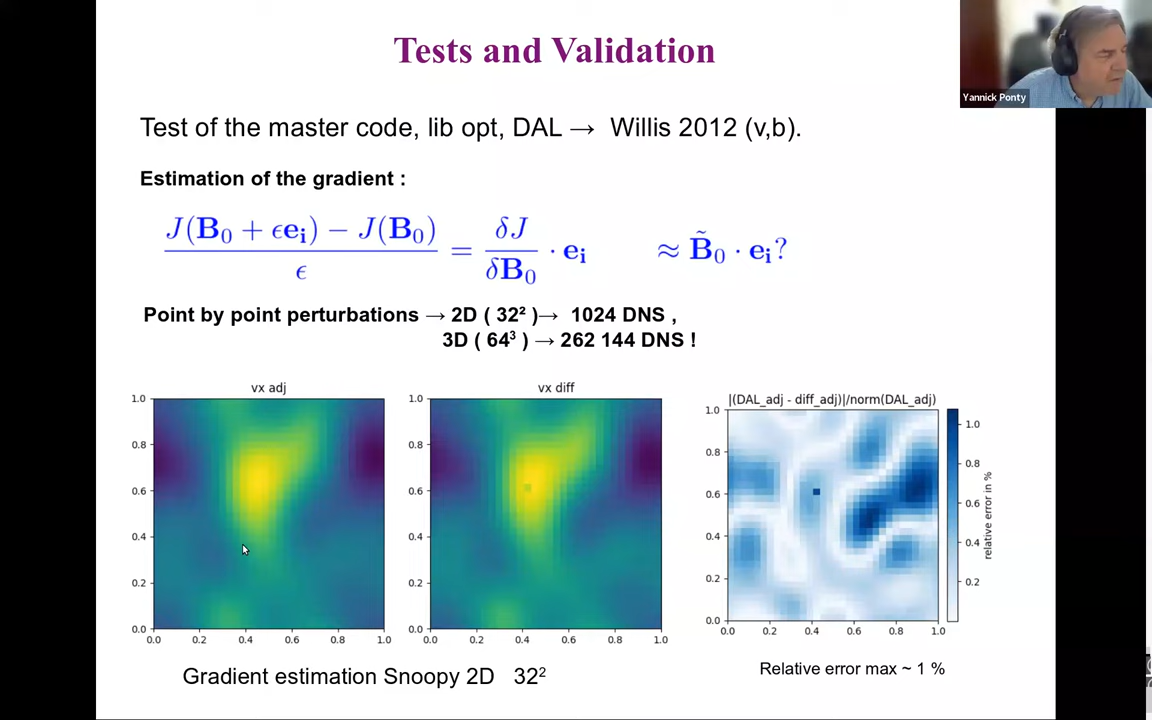 Tests and Validation
Yannick Ponty
Test of the master code, lib opt, DAL → Willis 2012 (v,b).
Estimation of the gradient :
J(B₀ + ϵeᵢ) − J(B₀) / ϵ = δJ / δB₀ · eᵢ ≈ B̃₀ · eᵢ?
Point by point perturbations → 2D ( 32² )→ 1024 DNS ,
3D ( 64³ ) → 262 144 DNS !
vx adj
1.0
0.8
0.6
0.4
0.2
0.0
0.0 0.2 0.4 0.6 0.8 1.0
vx diff
1.0
0.8
0.6
0.4
0.2
0.0
0.0 0.2 0.4 0.6 0.8 1.0
|(DAL_adj - diff_adj)|/norm(DAL_adj)
1.0
0.8
0.6
0.4
0.2
0.0
0.0 0.2 0.4 0.6 0.8 1.0
1.0
0.8
0.6
0.4
0.2
relative error in %
Gradient estimation Snoopy 2D 32²
Relative error max ~ 1 %